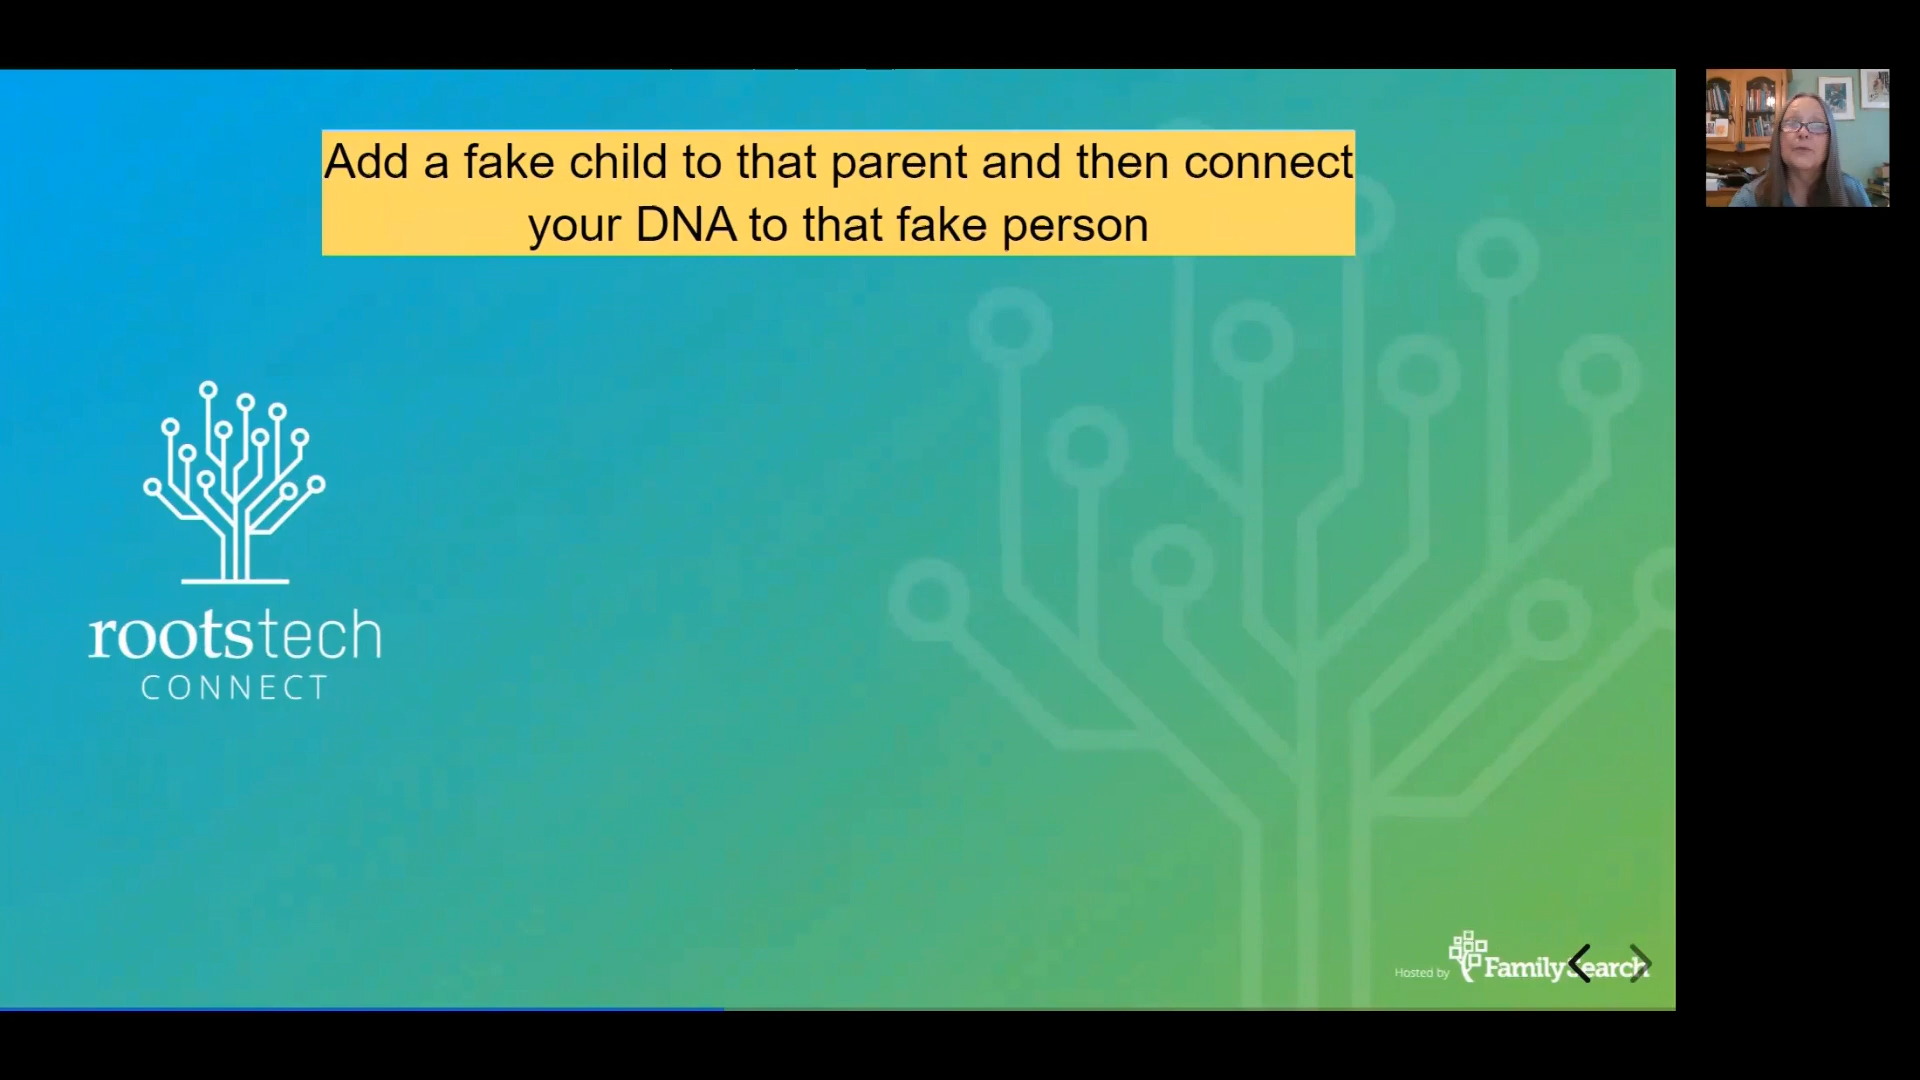 Add a fake child to that parent and then connect
your DNA to that fake person
rootstech
CONNECT
Hosted by FamilySearch